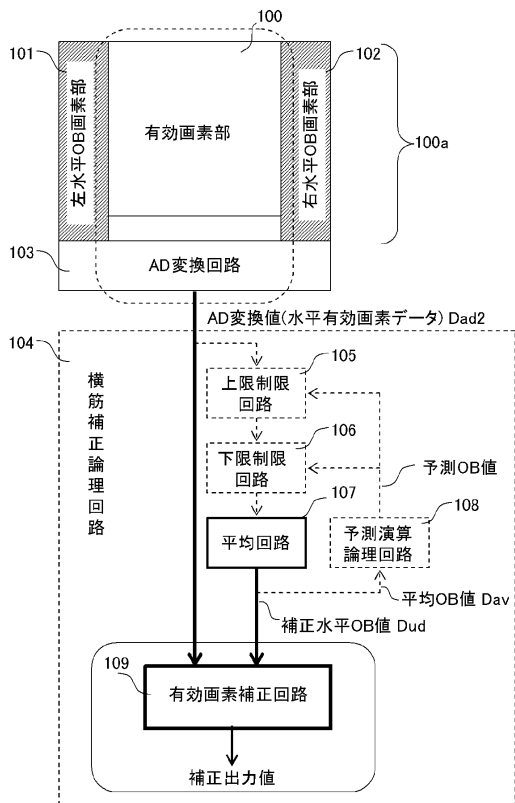 100
101
102
左水平OB画素部
有効画素部
右水平OB画素部
100a
103
AD変換回路
AD変換値(水平有効画素データ) Dad2
104
横筋補正論理回路
105
上限制限
回路
106
下限制限
回路
予測OB値
107
108
平均回路
予測演算
論理回路
平均OB値 Dav
補正水平OB値 Dud
109
有効画素補正回路
補正出力値